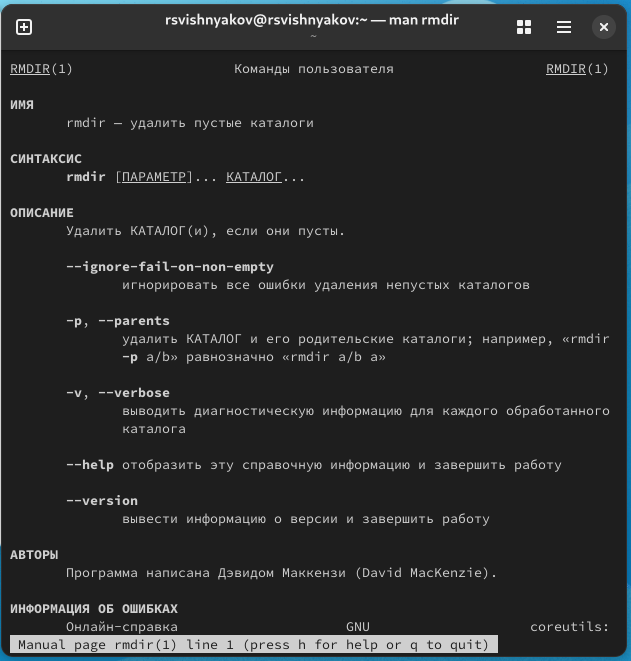 rsvishnyakov@rsvishnyakov:~ — man rmdir
~
RMDIR(1) Команды пользователя RMDIR(1)
ИМЯ
rmdir — удалить пустые каталоги
СИНТАКСИС
rmdir [ПАРАМЕТР]... КАТАЛОГ...
ОПИСАНИЕ
Удалить КАТАЛОГ(и), если они пусты.
--ignore-fail-on-non-empty
игнорировать все ошибки удаления непустых каталогов
-p, --parents
удалить КАТАЛОГ и его родительские каталоги; например, «rmdir
-p a/b» равнозначно «rmdir a/b a»
-v, --verbose
выводить диагностическую информацию для каждого обработанного
каталога
--help отобразить эту справочную информацию и завершить работу
--version
вывести информацию о версии и завершить работу
АВТОРЫ
Программа написана Дэвидом Маккензи (David MacKenzie).
ИНФОРМАЦИЯ ОБ ОШИБКАХ
Онлайн-справка GNU coreutils:
Manual page rmdir(1) line 1 (press h for help or q to quit)